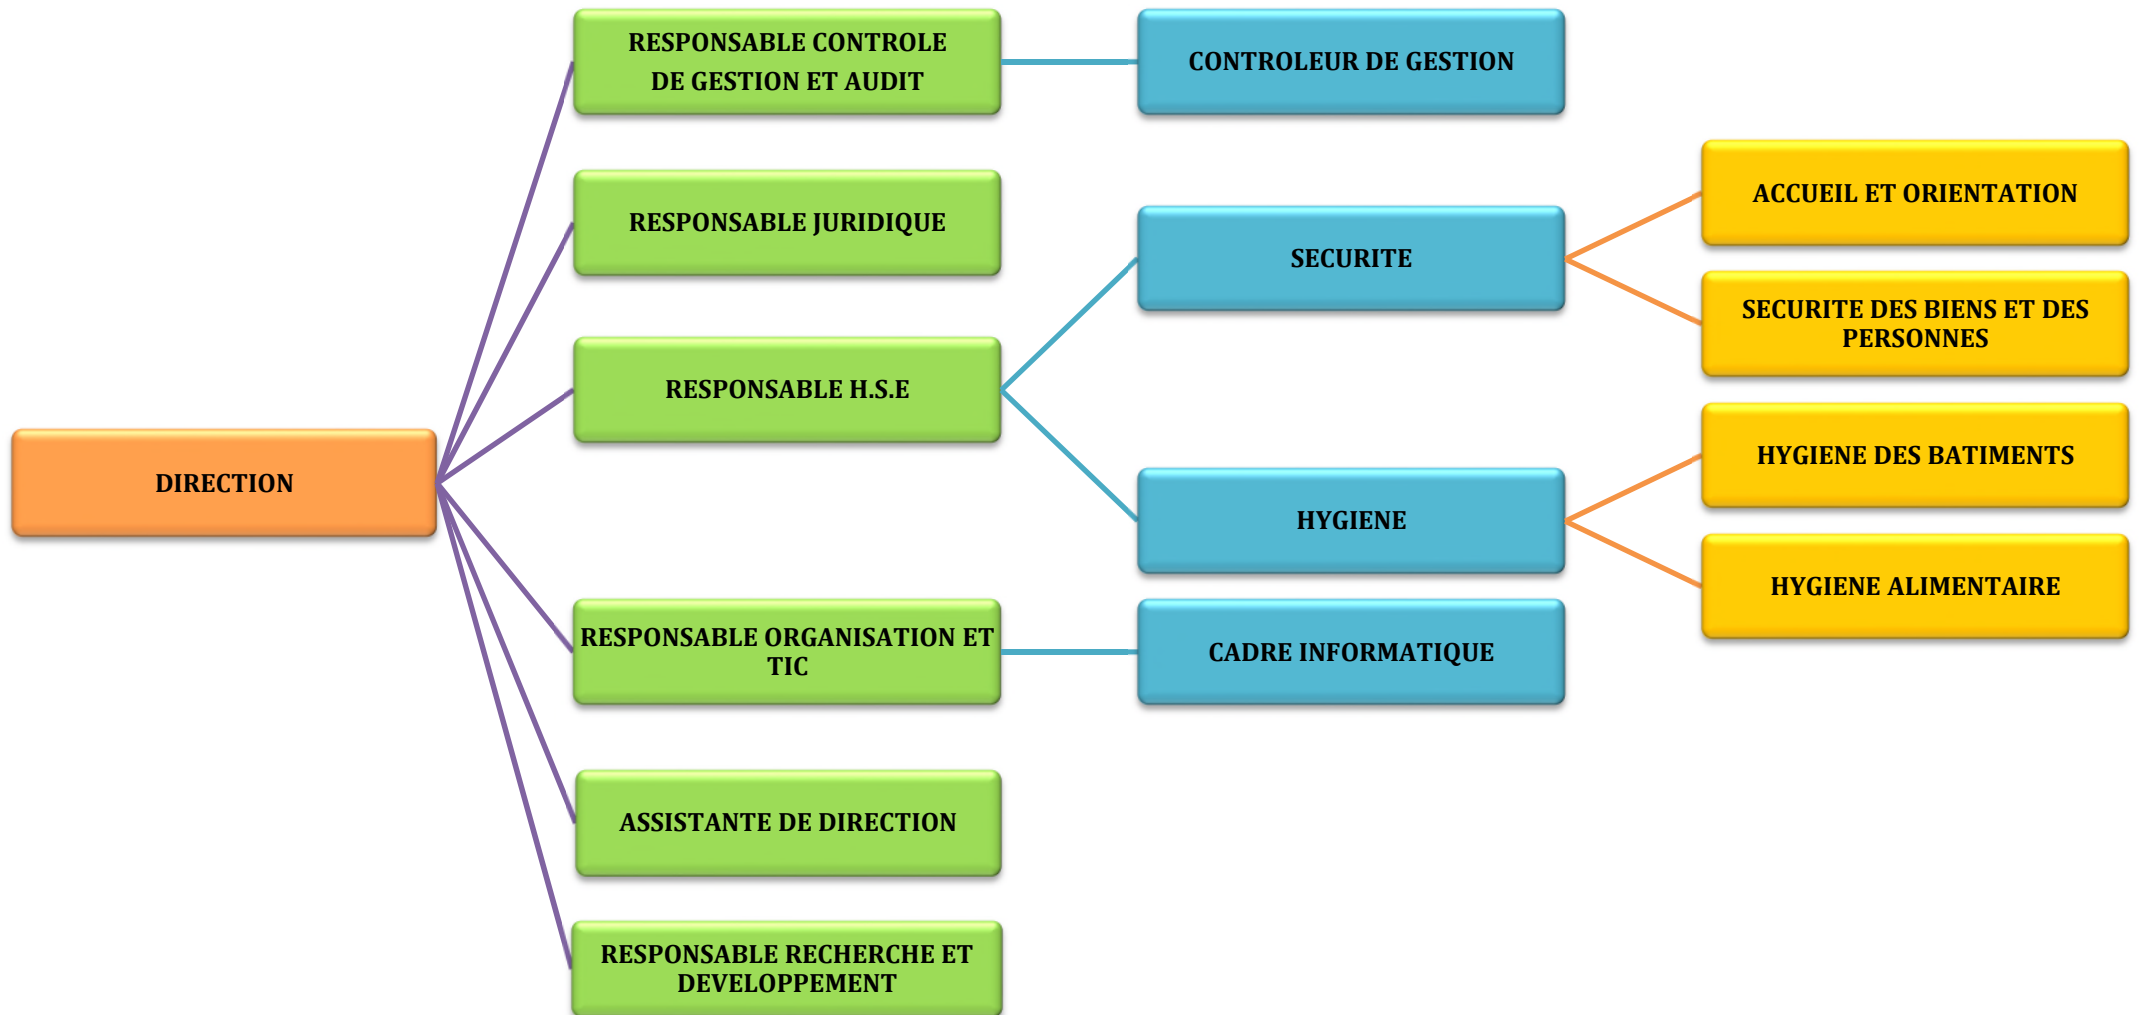 RESPONSABLE CONTROLE
DE GESTION ET AUDIT
CONTROLEUR DE GESTION
RESPONSABLE JURIDIQUE
RESPONSABLE H.S.E
SECURITE
ACCUEIL ET ORIENTATION
SECURITE DES BIENS ET DES
PERSONNES
HYGIENE
HYGIENE DES BATIMENTS
HYGIENE ALIMENTAIRE
DIRECTION
RESPONSABLE ORGANISATION ET
TIC
CADRE INFORMATIQUE
ASSISTANTE DE DIRECTION
RESPONSABLE RECHERCHE ET
DEVELOPPEMENT